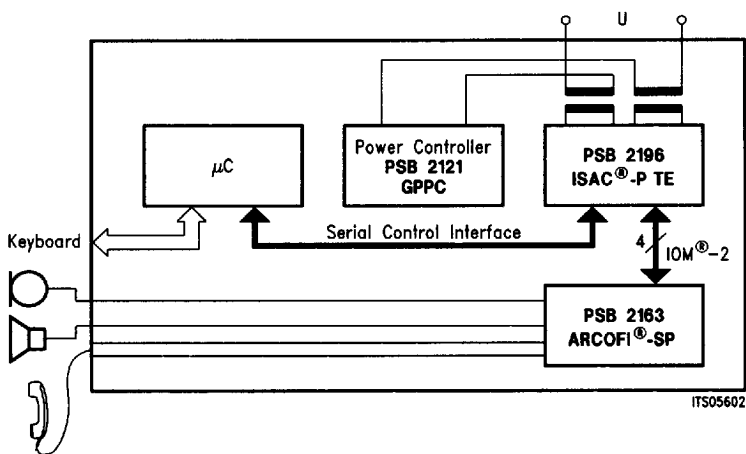 U
μC
Power Controller
PSB 2121
GPPC
PSB 2196
ISAC®-P TE
Keyboard
Serial Control Interface
4
IOM®-2
PSB 2163
ARCOFI®-SP
ITS05602